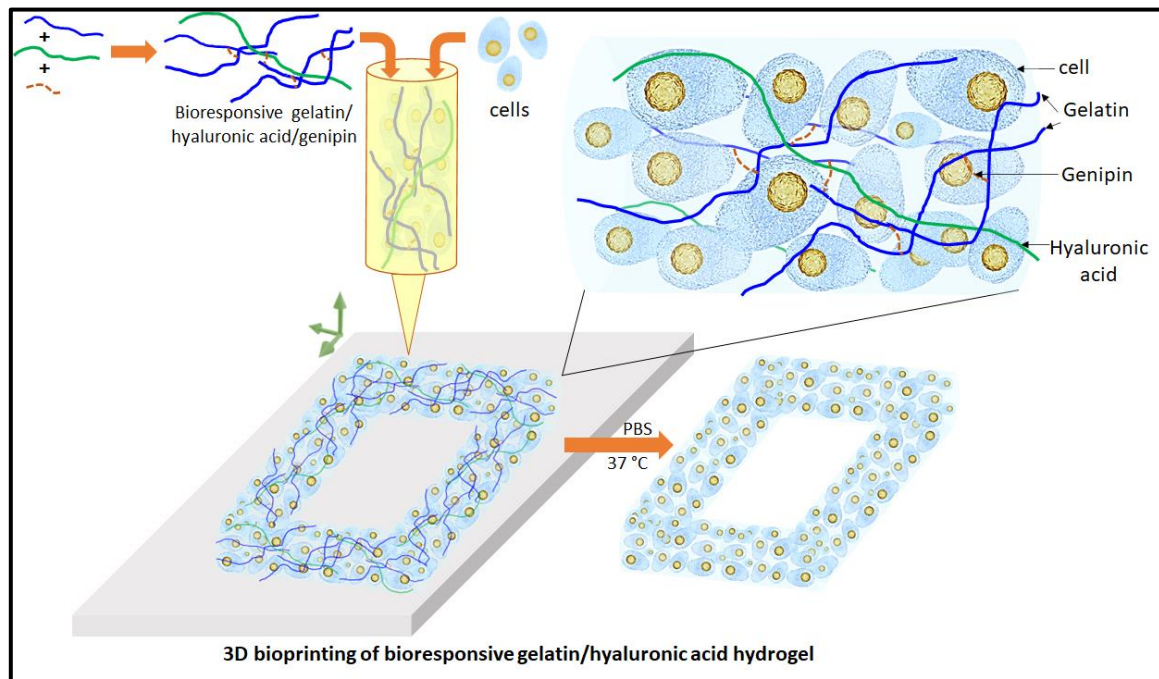 +
+
Bioresponsive gelatin/
hyaluronic acid/genipin
cells
cell
Gelatin
Genipin
Hyaluronic
acid
PBS
37 °C
3D bioprinting of bioresponsive gelatin/hyaluronic acid hydrogel